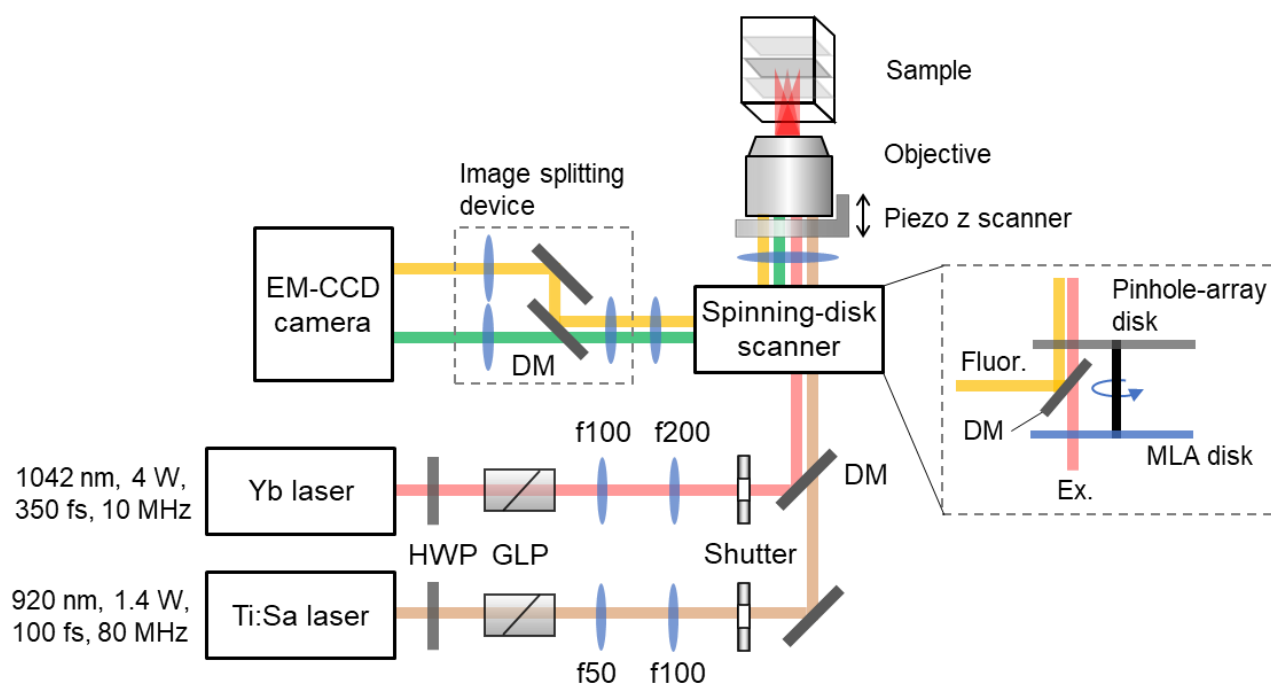 Sample
Objective
Piezo z scanner
Image splitting
device
EM-CCD
camera
DM
Spinning-disk
scanner
Pinhole-array
disk
Fluor.
DM
MLA disk
Ex.
f100
f200
DM
1042 nm, 4 W,
350 fs, 10 MHz
Yb laser
HWP
GLP
Shutter
920 nm, 1.4 W,
100 fs, 80 MHz
Ti:Sa laser
f50
f100